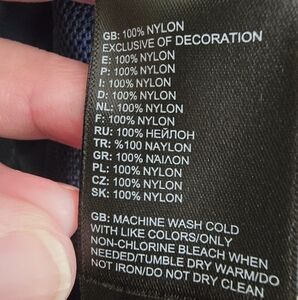 GB: 100% NYLON
EXCLUSIVE OF DECORATION
E: 100% NYLON
P: 100% NYLON
I: 100% NYLON
D: 100% NYLON
NL: 100% NYLON
F: 100% NYLON
RU: 100% НЕЙЛОН
TR: %100 NAYLON
GR: 100% ΝΑΙΛΟΝ
PL: 100% NYLON
CZ: 100% NYLON
SK: 100% NYLON
GB: MACHINE WASH COLD
WITH LIKE COLORS/ONLY
NON-CHLORINE BLEACH WHEN
NEEDED/TUMBLE DRY WARM/DO
NOT IRON/DO NOT DRY CLEAN